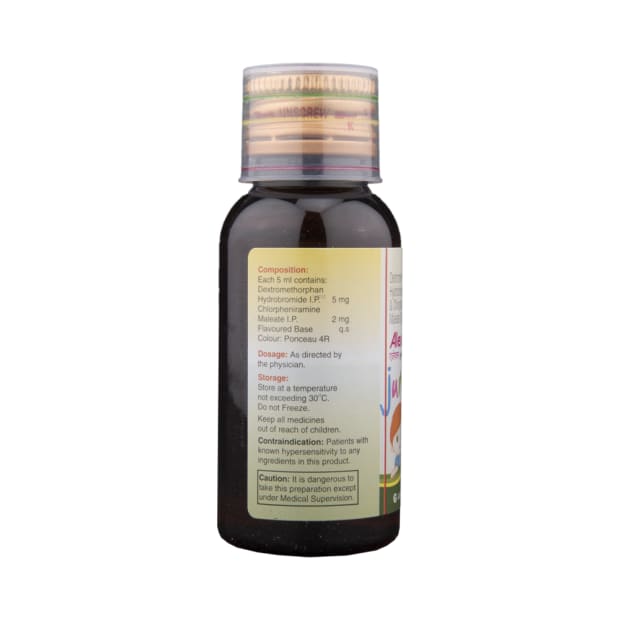 UNSCREW
Composition:
Each 5 ml contains:
Dextromethorphan
Hydrobromide I.P. 5 mg
Chlorpheniramine
Maleate I.P. 2 mg
Flavoured Base q.s
Colour: Ponceau 4R
Dosage: As directed by
the physician.
Storage:
Store at a temperature
not exceeding 30°C.
Do not Freeze.
Keep all medicines
out of reach of children.
Contraindication: Patients with
known hypersensitivity to any
ingredients in this product.
Caution: It is dangerous to
take this preparation except
under Medical Supervision.
Ale
ju